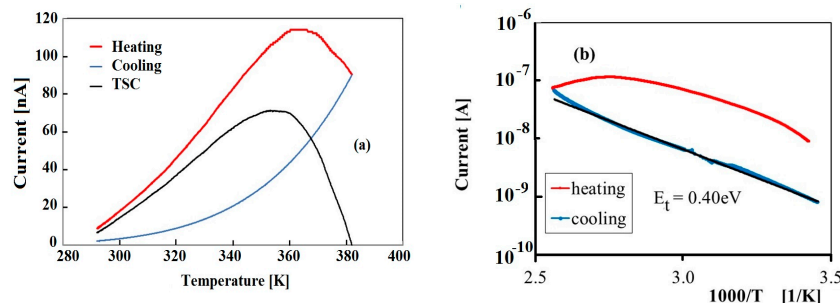 120
100
80
60
40
20
0
Current [nA]
Heating
Cooling
TSC
(a)
280 300 320 340 360 380 400
Temperature [K]
10-6
10-7
10-8
10-9
10-10
Current [A]
(b)
heating
cooling
Et = 0.40eV
2.5 3.0 3.5
1000/T [1/K]